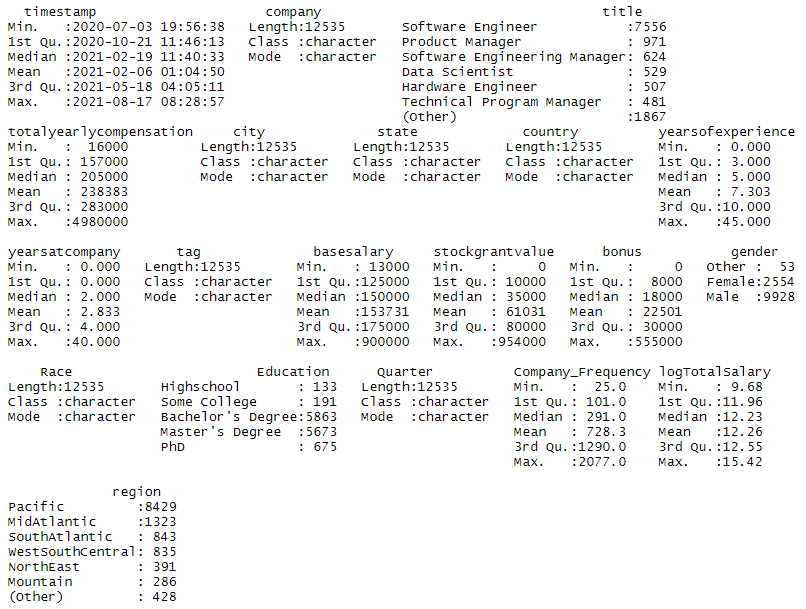 timestamp company title
Min. :2020-07-03 19:56:38 Length:12535 Software Engineer :7556
1st Qu.:2020-10-21 11:46:13 Class :character Product Manager : 971
Median :2021-02-19 11:40:33 Mode :character Software Engineering Manager: 624
Mean :2021-02-06 01:04:50 Data Scientist : 529
3rd Qu.:2021-05-18 04:05:11 Hardware Engineer : 507
Max. :2021-08-17 08:28:57 Technical Program Manager : 481
(Other) :1867
totalyearlycompensation city state country yearsofexperience
Min. : 16000 Length:12535 Length:12535 Length:12535 Min. : 0.000
1st Qu.: 157000 Class :character Class :character Class :character 1st Qu.: 3.000
Median : 205000 Mode :character Mode :character Mode :character Median : 5.000
Mean : 238383 Mean : 7.303
3rd Qu.: 283000 3rd Qu.:10.000
Max. :4980000 Max. :45.000
yearsatcompany tag basesalary stockgrantvalue bonus gender
Min. : 0.000 Length:12535 Min. : 13000 Min. : 0 Min. : 0 Other : 53
1st Qu.: 0.000 Class :character 1st Qu.:125000 1st Qu.: 10000 1st Qu.: 8000 Female:2554
Median : 2.000 Mode :character Median :150000 Median : 35000 Median : 18000 Male :9928
Mean : 2.833 Mean :153731 Mean : 61031 Mean : 22501
3rd Qu.: 4.000 3rd Qu.:175000 3rd Qu.: 80000 3rd Qu.: 30000
Max. :40.000 Max. :900000 Max. :954000 Max. :555000
Race Education Quarter Company_Frequency logTotalSalary
Length:12535 Highschool : 133 Length:12535 Min. : 25.0 Min. : 9.68
Class :character Some College : 191 Class :character 1st Qu.: 101.0 1st Qu.:11.96
Mode :character Bachelor's Degree:5863 Mode :character Median : 291.0 Median :12.23
Master's Degree :5673 Mean : 728.3 Mean :12.26
PhD : 675 3rd Qu.:1290.0 3rd Qu.:12.55
Max. :2077.0 Max. :15.42
region
Pacific :8429
MidAtlantic :1323
SouthAtlantic : 843
WestSouthCentral: 835
NorthEast : 391
Mountain : 286
(Other) : 428